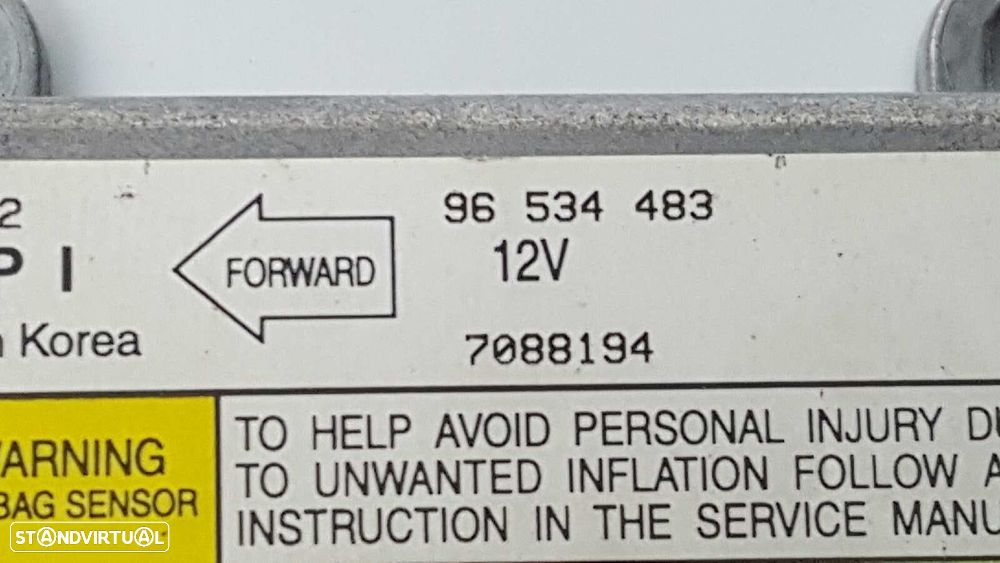 2
P I
Korea
FORWARD
96 534 483
12V
7088194
WARNING
BAG SENSOR
TO HELP AVOID PERSONAL INJURY
TO UNWANTED INFLATION FOLLOW
INSTRUCTION IN THE SERVICE
STANDVIRTUAL